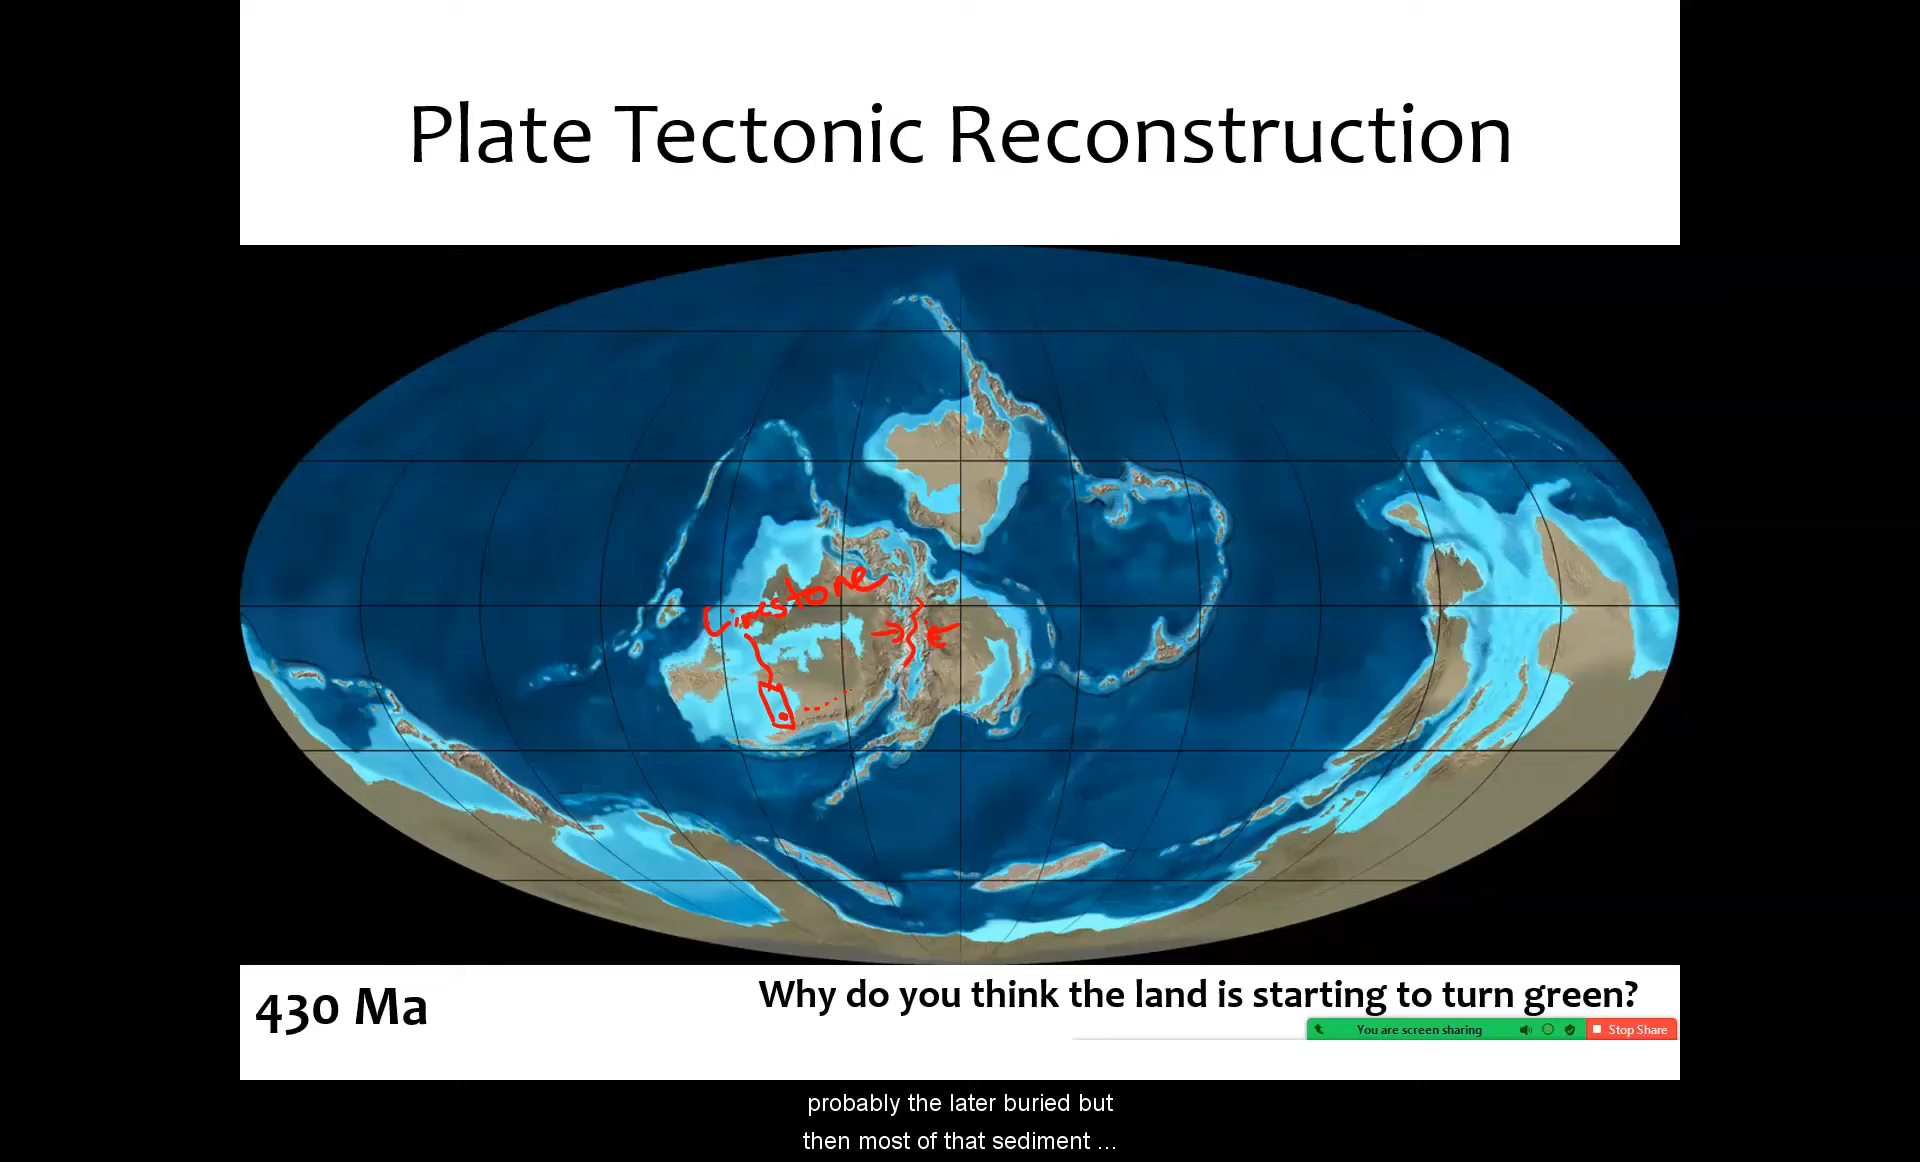 Plate Tectonic Reconstruction
Limestone
430 Ma
Why do you think the land is starting to turn green?
You are screen sharing
Stop Share
probably the later buried but
then most of that sediment ...